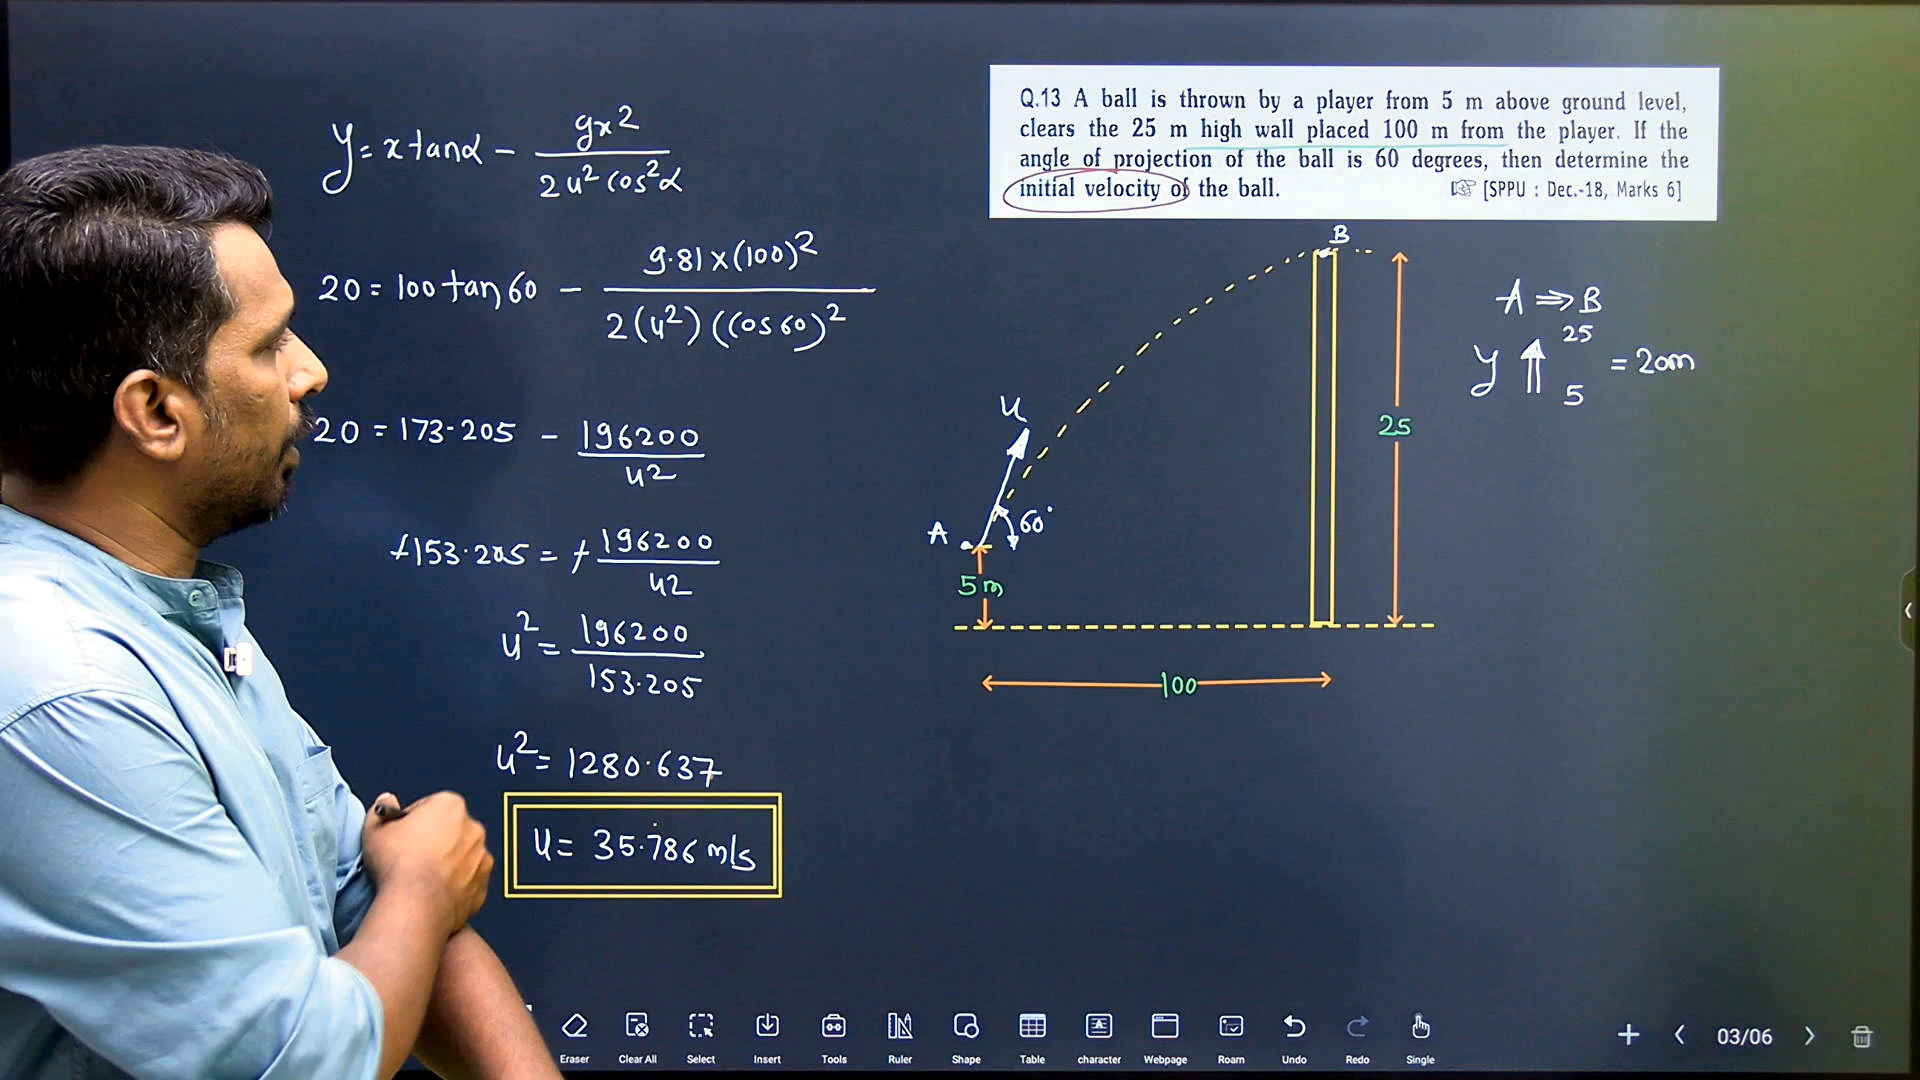 y = x tanα - gx²
2u² cos²α
20 = 100 tan 60 - 9.81×(100)²
2(u²)(cos 60)²
20 = 173.205 - 196200
u2
+153.205 = + 196200
u2
u² = 196200
153.205
u² = 1280.637
u = 35.786 m/s
Q.13 A ball is thrown by a player from 5 m above ground level,
clears the 25 m high wall placed 100 m from the player. If the
angle of projection of the ball is 60 degrees, then determine the
initial velocity of the ball. ☞ [SPPU : Dec.-18, Marks 6]
B
u
A
60°
5m
25
100
A ⇒ B
25
y ⇑ = 20m
5
Eraser Clear All Select Insert Tools Ruler Shape Table character Webpage Roam Undo Redo Single
+ < 03/06 >